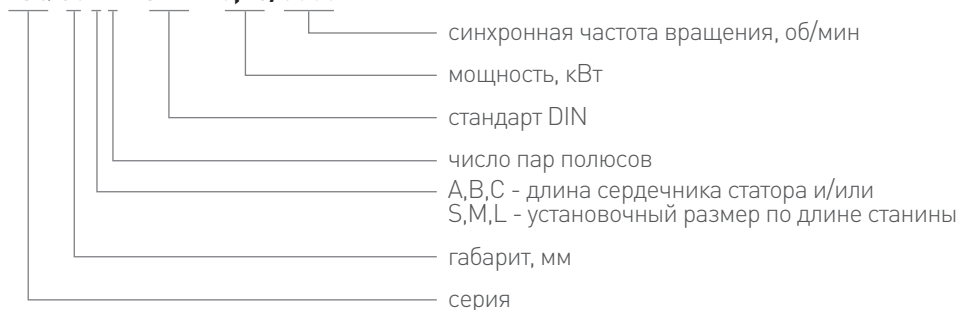 синхронная частота вращения, об/мин
мощность, кВт
стандарт DIN
число пар полюсов
A,B,C - длина сердечника статора и/или
S,M,L - установочный размер по длине станины
габарит, мм
серия